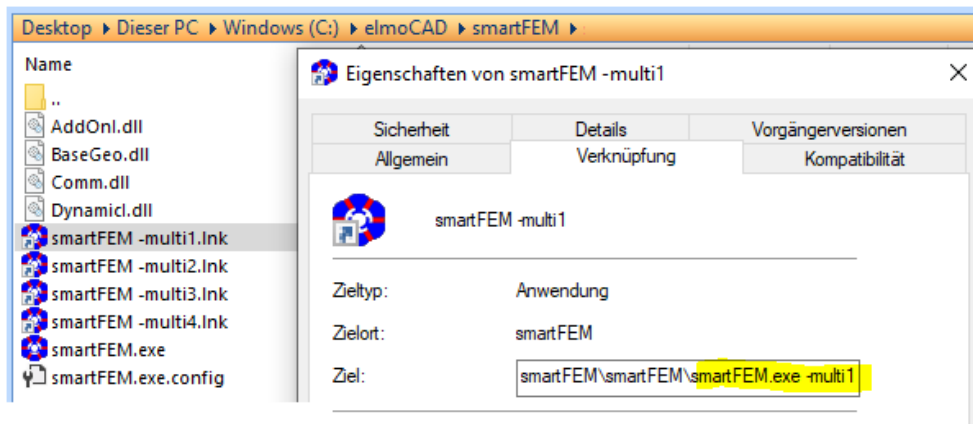 Desktop Dieser PC Windows (C:) elmoCAD smartFEM
Name
..
AddOnI.dll
BaseGeo.dll
Comm.dll
DynamicI.dll
smartFEM -multi1.lnk
smartFEM -multi2.lnk
smartFEM -multi3.lnk
smartFEM -multi4.lnk
smartFEM.exe
smartFEM.exe.config
Eigenschaften von smartFEM -multi1
Sicherheit Details Vorgängerversionen
Allgemein Verknüpfung Kompatibilität
smartFEM -multi1
Zieltyp: Anwendung
Zielort: smartFEM
Ziel: smartFEM\smartFEM\smartFEM.exe -multi1